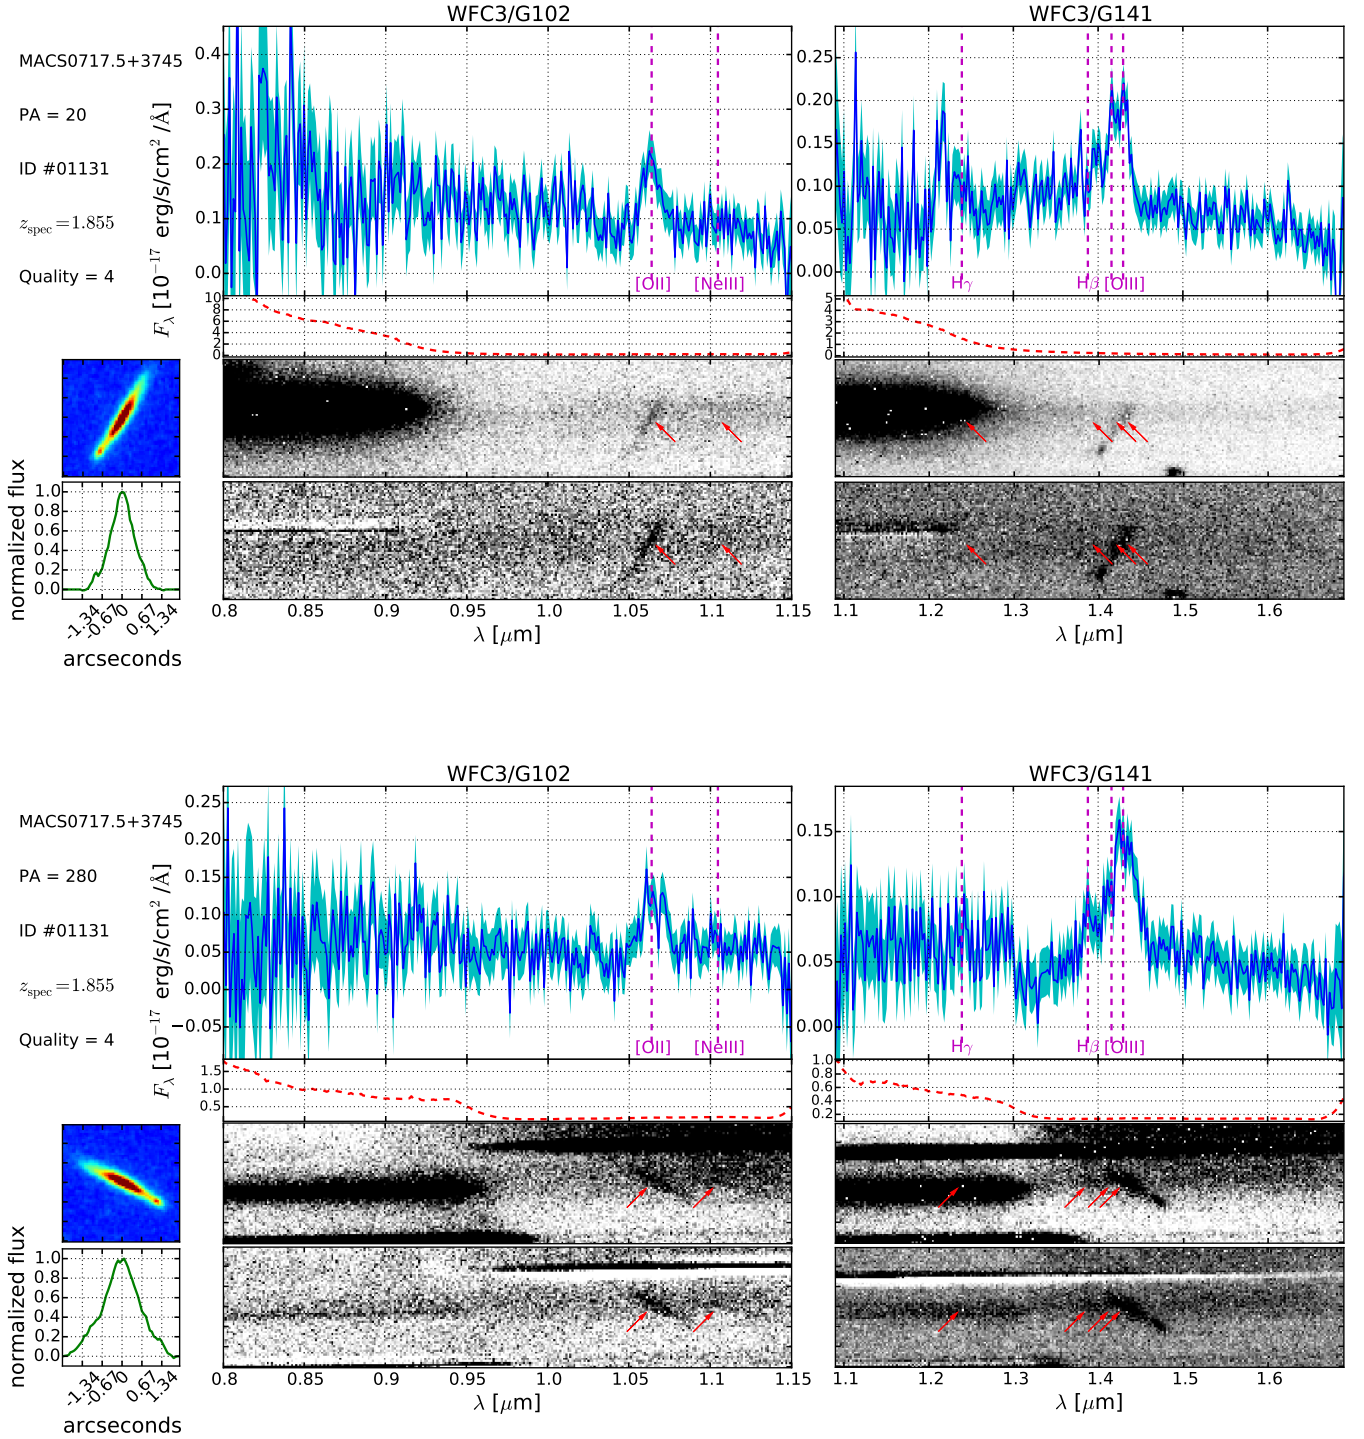 WFC3/G102
WFC3/G141
MACS0717.5+3745
PA = 20
ID #01131
z_spec=1.855
Quality = 4
F_λ [10^−17 erg/s/cm^2/Å]
0.4
0.3
0.2
0.1
0.0
[OII]
[NeIII]
10
8
6
4
2
0
0.25
0.20
0.15
0.10
0.05
0.00
Hγ
Hβ
[OIII]
5
4
3
2
1
0
normalized flux
1.0
0.8
0.6
0.4
0.2
0.0
-1.34
-0.67
0
0.67
1.34
arcseconds
0.8
0.85
0.9
0.95
1.0
1.05
1.1
1.15
λ [μm]
1.1
1.2
1.3
1.4
1.5
1.6
λ [μm]
WFC3/G102
WFC3/G141
MACS0717.5+3745
PA = 280
ID #01131
z_spec=1.855
Quality = 4
F_λ [10^−17 erg/s/cm^2/Å]
0.25
0.20
0.15
0.10
0.05
0.00
−0.05
[OII]
[NeIII]
1.5
1.0
0.5
0.15
0.10
0.05
0.00
Hγ
Hβ
[OIII]
1.0
0.8
0.6
0.4
0.2
normalized flux
1.0
0.8
0.6
0.4
0.2
0.0
-1.34
-0.67
0
0.67
1.34
arcseconds
0.8
0.85
0.9
0.95
1.0
1.05
1.1
1.15
λ [μm]
1.1
1.2
1.3
1.4
1.5
1.6
λ [μm]